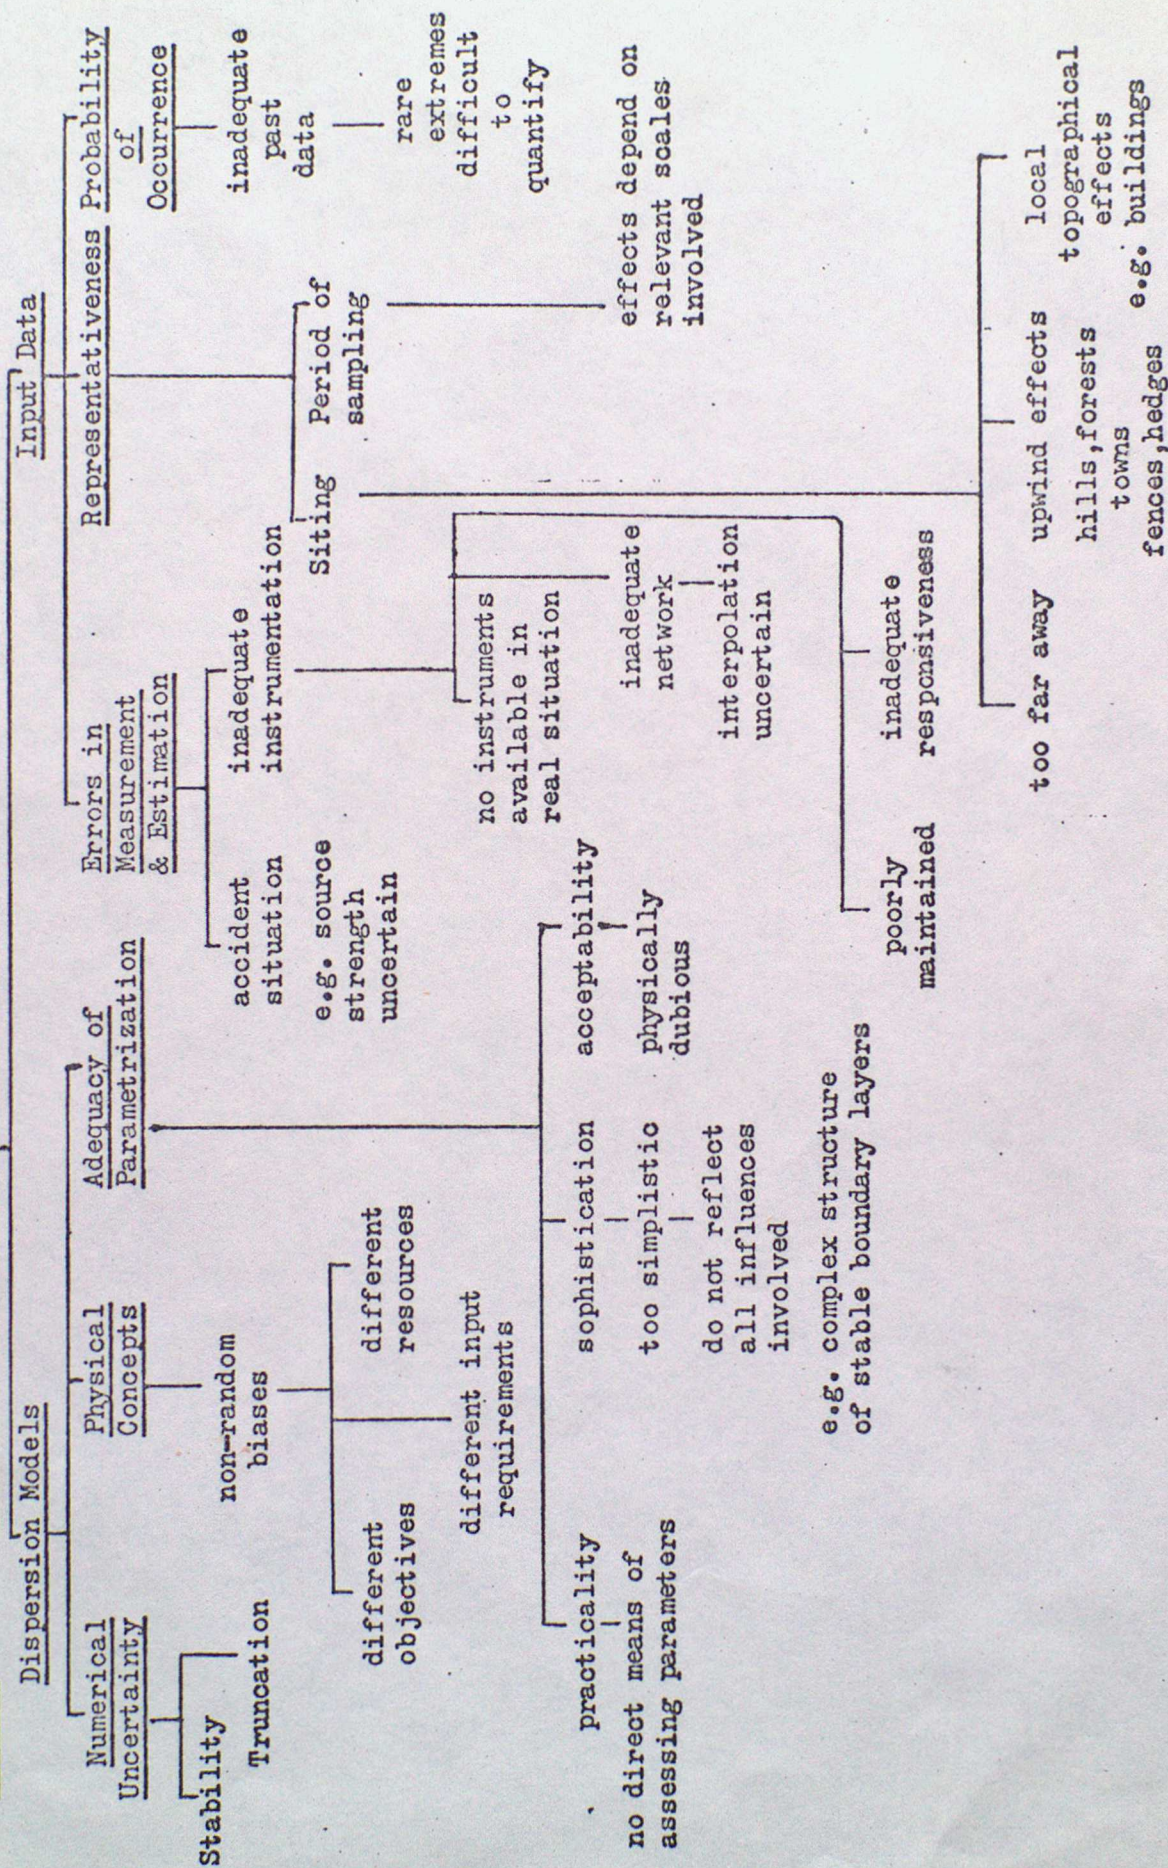 Dispersion Models
Input Data
Numerical
Uncertainty
Stability
Truncation
Physical
Concepts
non-random
biases
different
objectives
different input
requirements
different
resources
Adequacy of
Parametrization
practicality
no direct means of
assessing parameters
sophistication
too simplistic
do not reflect
all influences
involved
e.g. complex structure
of stable boundary layers
acceptability
physically
dubious
Errors in
Measurement
& Estimation
accident
situation
e.g. source
strength
uncertain
inadequate
instrumentation
no instruments
available in
real situation
inadequate
network
interpolation
uncertain
poorly
maintained
inadequate
responsiveness
Representativeness
Siting
too far away
upwind effects
hills,forests
towns
fences,hedges
local
topographical
effects
e.g. buildings
Period of
sampling
effects depend on
relevant scales
involved
Probability
of
Occurrence
inadequate
past
data
rare
extremes
difficult
to
quantify